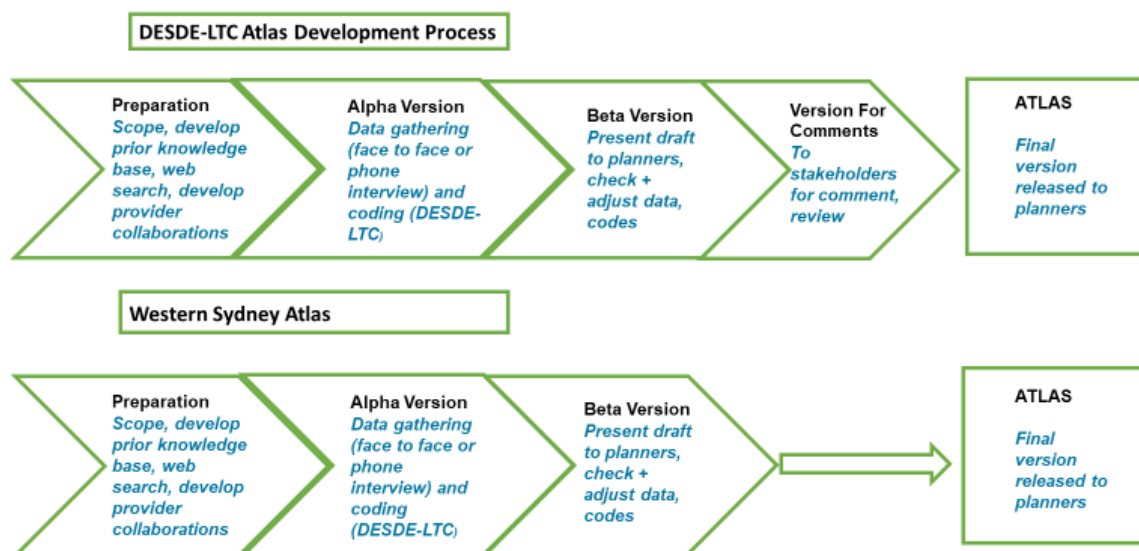 DESDE-LTC Atlas Development Process
Preparation
Scope, develop
prior knowledge
base, web
search, develop
provider
collaborations
Alpha Version
Data gathering
(face to face or
phone
interview) and
coding (DESDE-
LTC)
Beta Version
Present draft
to planners,
check +
adjust data,
codes
Version For
Comments
To
stakeholders
for comment,
review
ATLAS
Final
version
released to
planners
Western Sydney Atlas
Preparation
Scope, develop
prior knowledge
base, web
search, develop
provider
collaborations
Alpha Version
Data gathering
(face to face or
phone
interview) and
coding
(DESDE-LTC)
Beta Version
Present draft
to planners,
check +
adjust data,
codes
ATLAS
Final
version
released to
planners